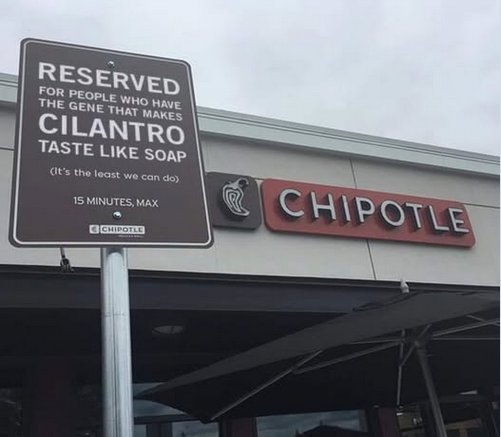 RESERVED
FOR PEOPLE WHO HAVE
THE GENE THAT MAKES
CILANTRO
TASTE LIKE SOAP
(It's the least we can do)
15 MINUTES, MAX
CHIPOTLE
CHIPOTLE